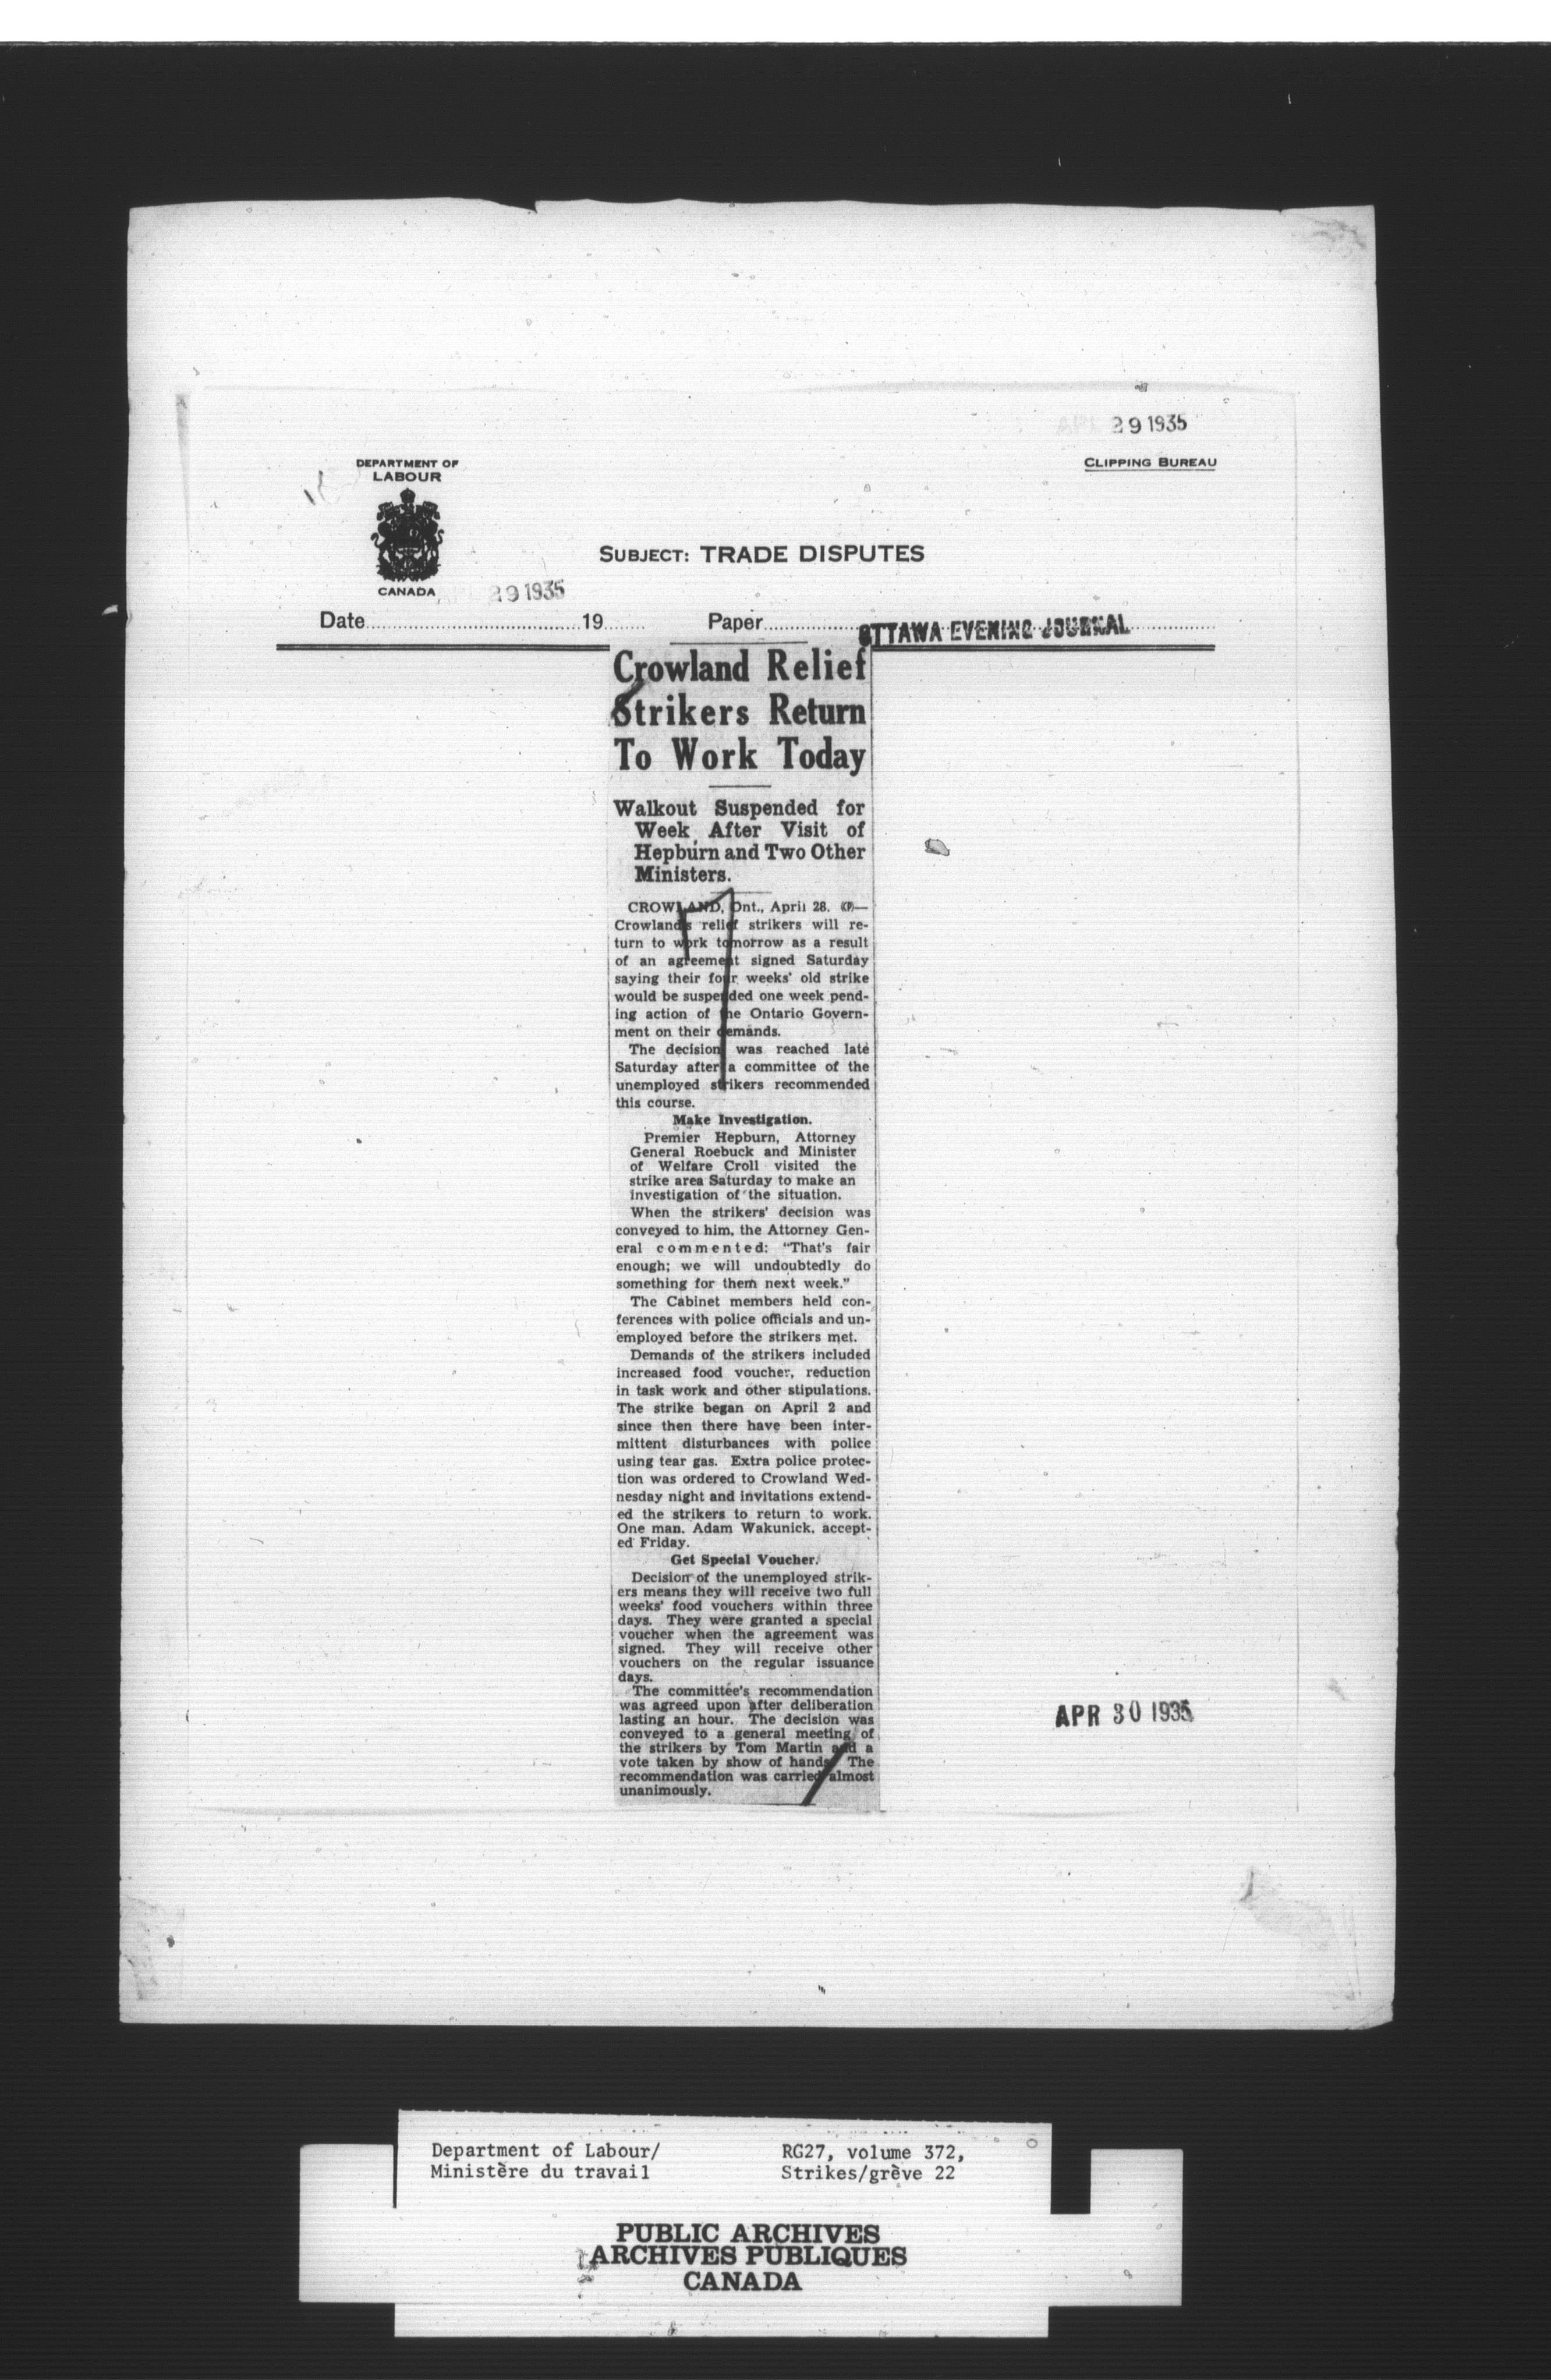 APL 29 1935
DEPARTMENT OF
LABOUR
CLIPPING BUREAU
SUBJECT: TRADE DISPUTES
CANADA
29 1935
Date 19 Paper OTTAWA EVENING JOURNAL
Crowland Relief
Strikers Return
To Work Today
Walkout Suspended for
Week After Visit of
Hepburn and Two Other
Ministers.
CROWLAND, Ont., April 28. (CP)—
Crowland's relief strikers will re-
turn to work tomorrow as a result
of an agreement signed Saturday
saying their four weeks' old strike
would be suspended one week pend-
ing action of the Ontario Govern-
ment on their demands.
The decision was reached late
Saturday after a committee of the
unemployed strikers recommended
this course.
Make Investigation.
Premier Hepburn, Attorney
General Roebuck and Minister
of Welfare Croll visited the
strike area Saturday to make an
investigation of the situation.
When the strikers' decision was
conveyed to him, the Attorney Gen-
eral commented: "That's fair
enough; we will undoubtedly do
something for them next week."
The Cabinet members held con-
ferences with police officials and un-
employed before the strikers met.
Demands of the strikers included
increased food voucher, reduction
in task work and other stipulations.
The strike began on April 2 and
since then there have been inter-
mittent disturbances with police
using tear gas. Extra police protec-
tion was ordered to Crowland Wed-
nesday night and invitations extend-
ed the strikers to return to work.
One man, Adam Wakunick, accept-
ed Friday.
Get Special Voucher.
Decision of the unemployed strik-
ers means they will receive two full
weeks' food vouchers within three
days. They were granted a special
voucher when the agreement was
signed. They will receive other
vouchers on the regular issuance
days.
The committee's recommendation
was agreed upon after deliberation
lasting an hour. The decision was
conveyed to a general meeting of
the strikers by Tom Martin and a
vote taken by show of hands. The
recommendation was carried almost
unanimously.
APR 30 1935
Department of Labour/ RG27, volume 372,
Ministère du travail Strikes/grève 22
PUBLIC ARCHIVES
ARCHIVES PUBLIQUES
CANADA